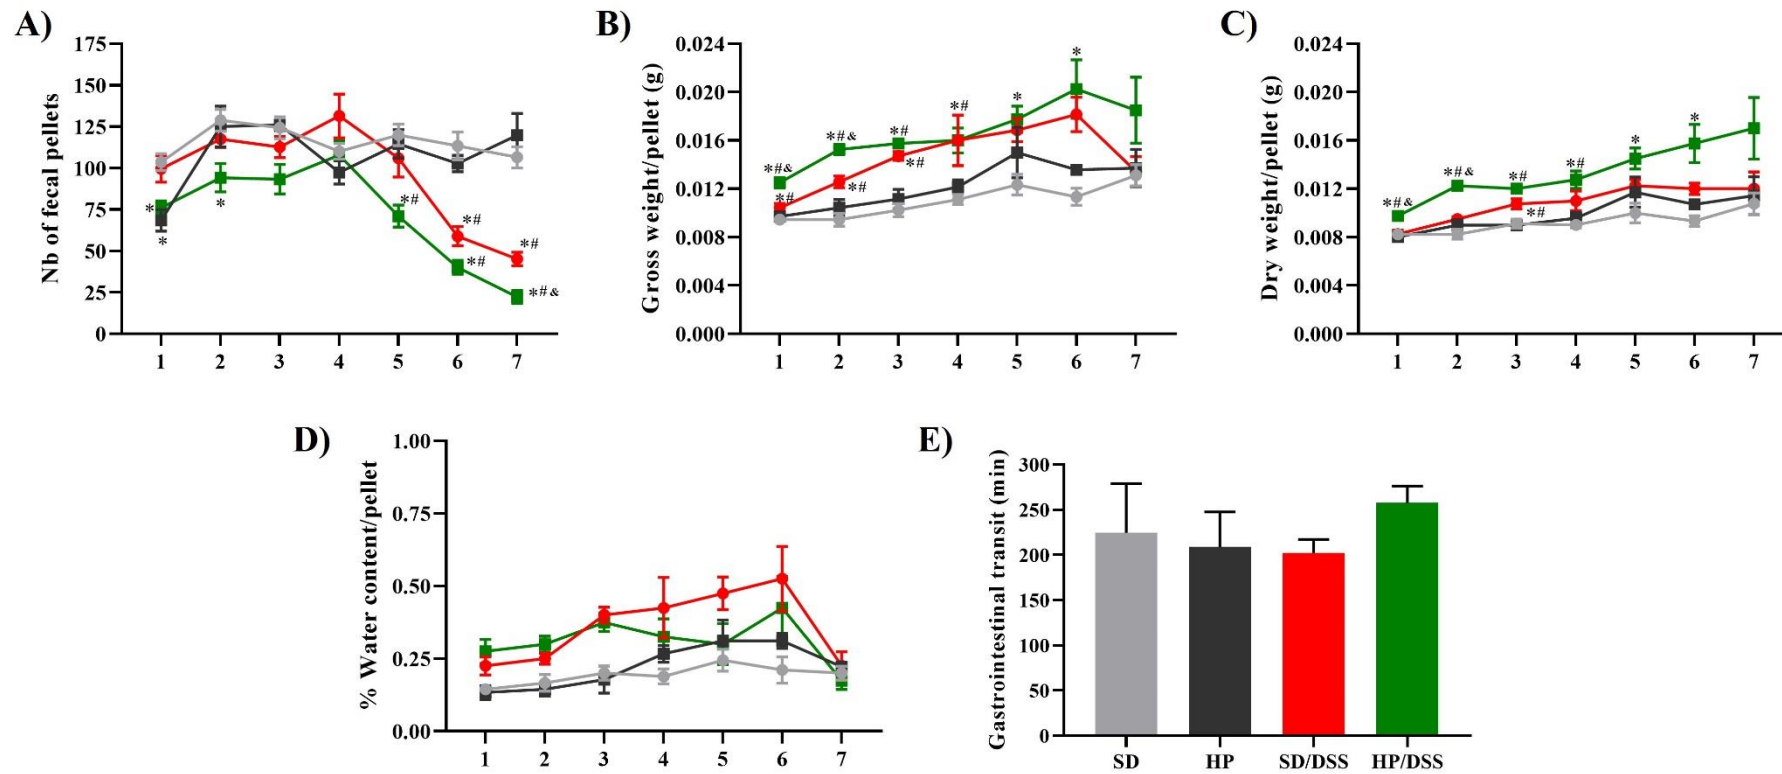 A)
Nb of fecal pellets
175
150
125
100
75
50
25
0
* * * *# *# *# *# *#&
1 2 3 4 5 6 7
B)
Gross weight/pellet (g)
0.024
0.020
0.016
0.012
0.008
0.004
0.000
*#& *# *#& *# *# *# *# * *
1 2 3 4 5 6 7
C)
Dry weight/pellet (g)
0.024
0.020
0.016
0.012
0.008
0.004
0.000
*#& *#& *# *# *# * *
1 2 3 4 5 6 7
D)
% Water content/pellet
1.00
0.75
0.50
0.25
0.00
1 2 3 4 5 6 7
E)
Gastrointestinal transit (min)
300
250
200
150
100
50
0
SD HP SD/DSS HP/DSS